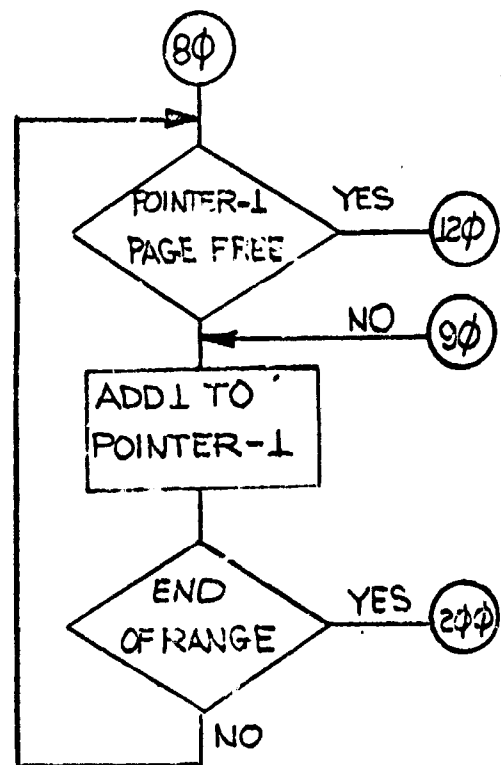 8Φ
POINTER-1
PAGE FREE
YES
12Φ
NO
9Φ
ADD 1 TO
POINTER-1
END
OF RANGE
YES
2ΦΦ
NO